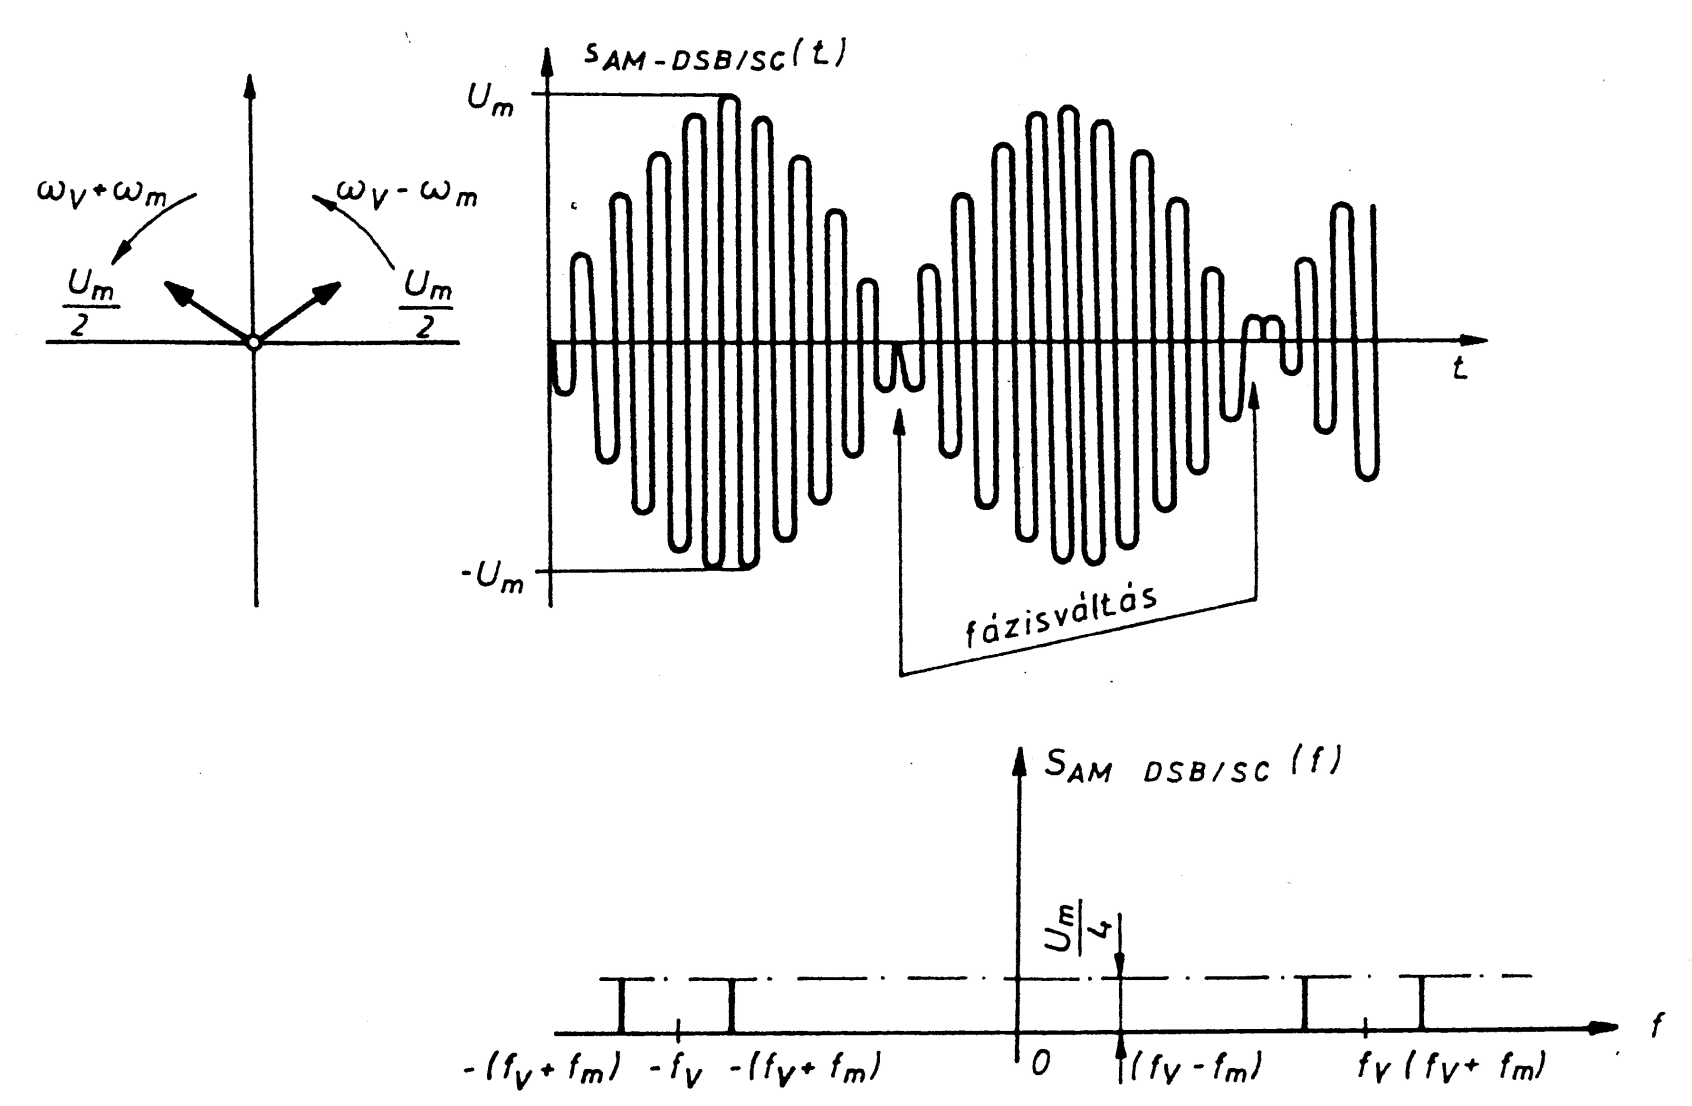 s_AM-DSB/SC(t)
U_m
ω_V+ω_m
ω_V-ω_m
U_m/2
U_m/2
t
-U_m
fázisváltás
S_AM DSB/SC (f)
U_m/4
f
-(f_V+f_m)
-f_V
-(f_V+f_m)
0
(f_V-f_m)
f_V
(f_V+f_m)